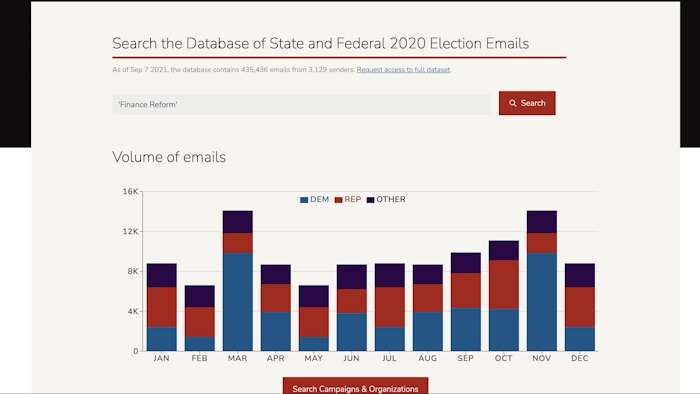 Search the Database of State and Federal 2020 Election Emails
As of Sep 7 2021, the database contains 435,436 emails from 3,129 senders. Request access to full dataset.
'Finance Reform'
Search
Volume of emails
16K
DEM REP OTHER
12K
8K
4K
0
JAN FEB MAR APR MAY JUN JUL AUG SEP OCT NOV DEC
Search Campaigns & Organizations